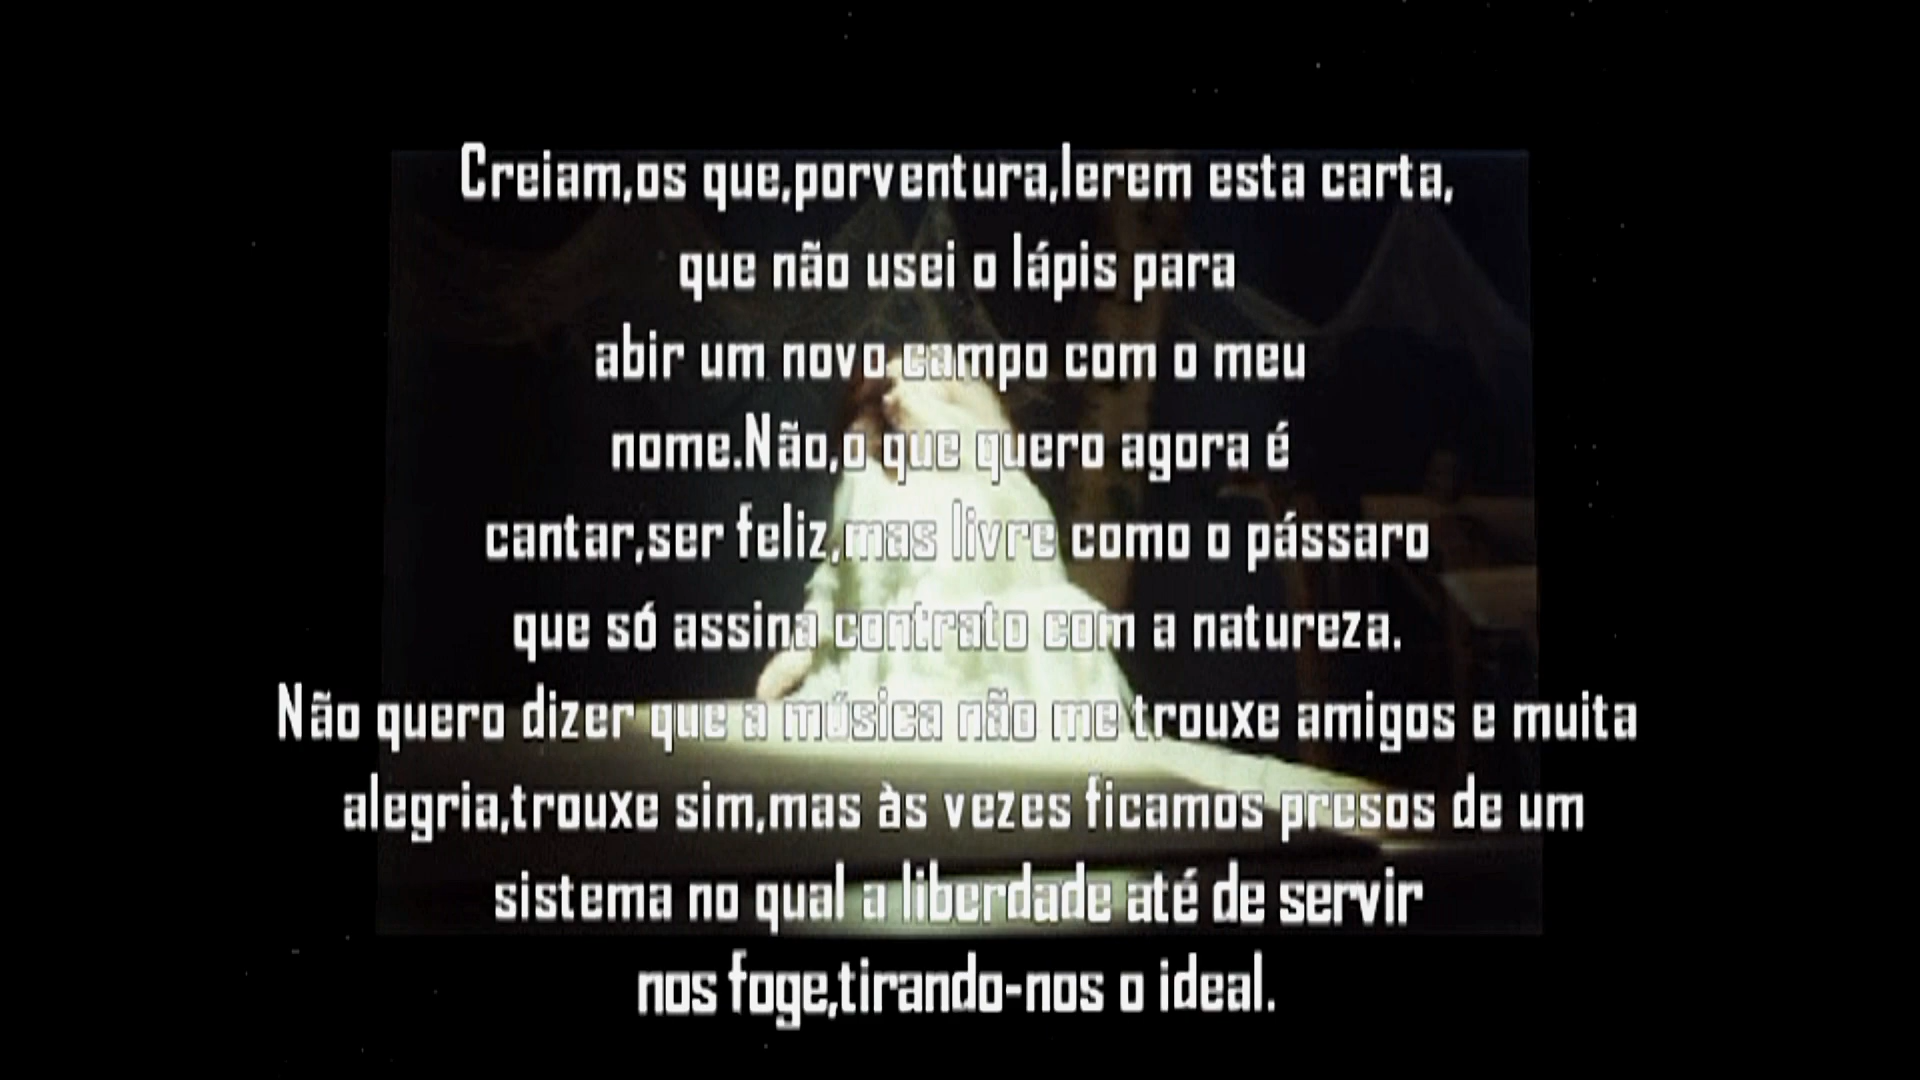 Creiam,os que,porventura,lerem esta carta,
que não usei o lápis para
abir um novo campo com o meu
nome.Não,o que quero agora é
cantar,ser feliz,mas livre como o pássaro
que só assina contrato com a natureza.
Não quero dizer que a música não me trouxe amigos e muita
alegria,trouxe sim,mas às vezes ficamos presos de um
sistema no qual a liberdade até de servir
nos foge,tirando-nos o ideal.